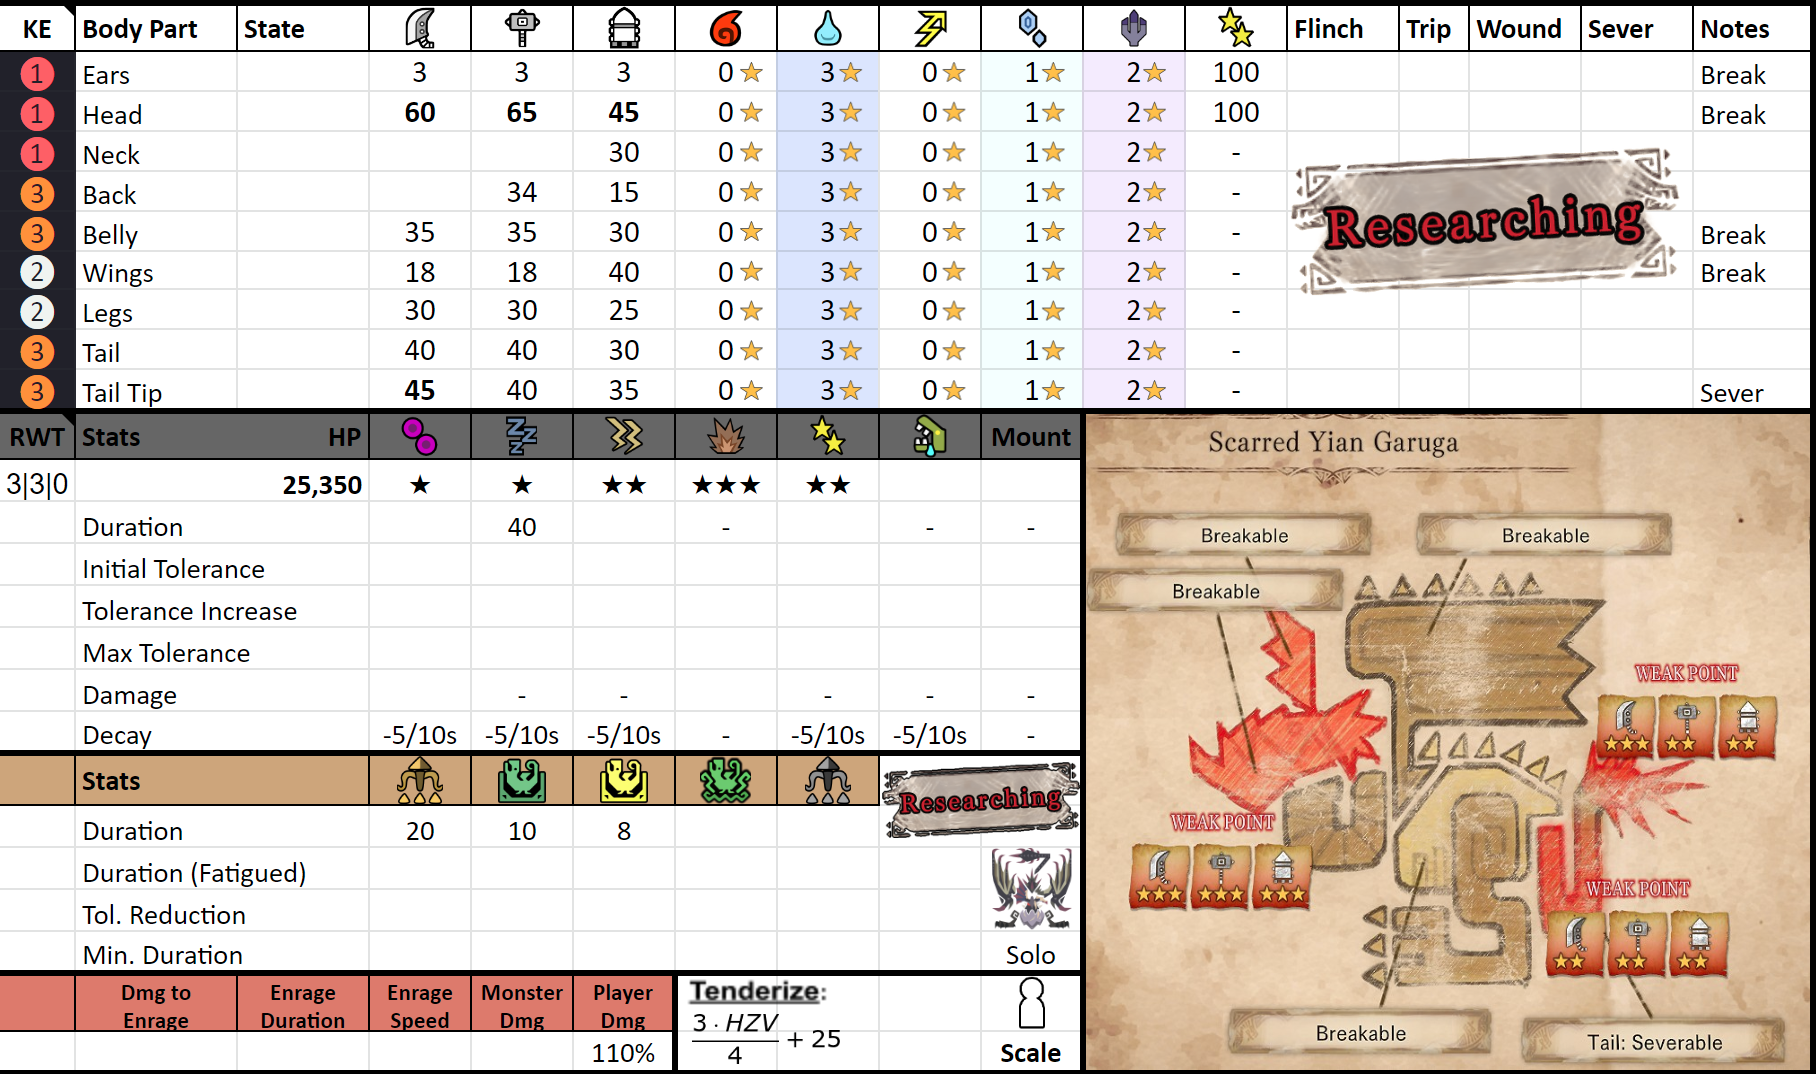 KE Body Part State Flinch Trip Wound Sever Notes
1 Ears 3 3 3 0 3 0 1 2 100 Break
1 Head 60 65 45 0 3 0 1 2 100 Break
1 Neck 30 0 3 0 1 2 -
3 Back 34 15 0 3 0 1 2 -
3 Belly 35 35 30 0 3 0 1 2 - Break
2 Wings 18 18 40 0 3 0 1 2 - Break
2 Legs 30 30 25 0 3 0 1 2 -
3 Tail 40 40 30 0 3 0 1 2 -
3 Tail Tip 45 40 35 0 3 0 1 2 - Sever
Researching
RWT Stats HP Mount
3|3|0 25,350 ★ ★ ★★ ★★★ ★★
Duration 40 - - -
Initial Tolerance
Tolerance Increase
Max Tolerance
Damage - - - - -
Decay -5/10s -5/10s -5/10s - -5/10s -5/10s -
Stats
Researching
Duration 20 10 8
Duration (Fatigued)
Tol. Reduction
Min. Duration Solo
Dmg to Enrage
Enrage Duration
Enrage Speed
Monster Dmg
Player Dmg
110%
Tenderize:
3 · HZV
4
+ 25
Scale
Scarred Yian Garuga
Breakable
Breakable
Breakable
WEAK POINT
WEAK POINT
WEAK POINT
Breakable
Tail: Severable